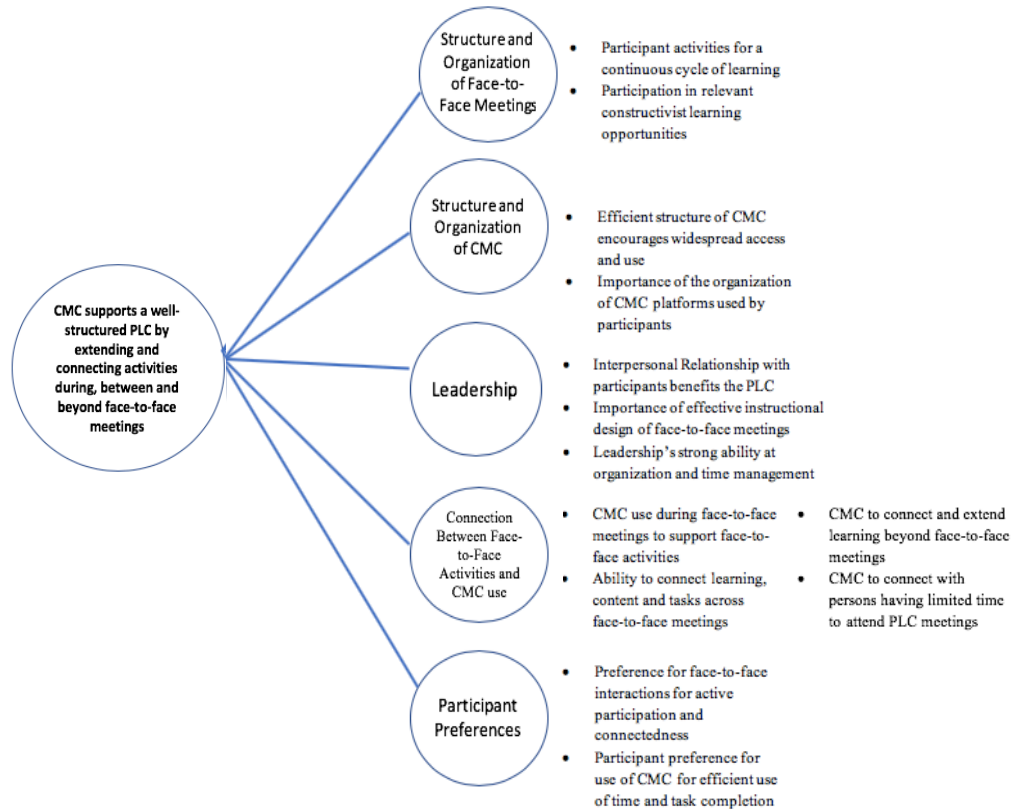 Structure and
Organization
of Face-to-
Face Meetings
• Participant activities for a
continuous cycle of learning
• Participation in relevant
constructivist learning
opportunities
Structure and
Organization
of CMC
• Efficient structure of CMC
encourages widespread access
and use
• Importance of the organization
of CMC platforms used by
participants
CMC supports a well-
structured PLC by
extending and
connecting activities
during, between and
beyond face-to-face
meetings
Leadership
• Interpersonal Relationship with
participants benefits the PLC
• Importance of effective instructional
design of face-to-face meetings
• Leadership's strong ability at
organization and time management
Connection
Between Face-
to-Face
Activities and
CMC use
• CMC use during face-to-face
meetings to support face-to-
face activities
• Ability to connect learning,
content and tasks across
face-to-face meetings
• CMC to connect and extend
learning beyond face-to-face
meetings
• CMC to connect with
persons having limited time
to attend PLC meetings
Participant
Preferences
• Preference for face-to-face
interactions for active
participation and
connectedness
• Participant preference for
use of CMC for efficient use
of time and task completion